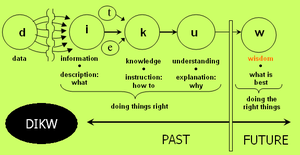 d i k u w
t
e
data information knowledge understanding wisdom
• • • •
description: instruction: explanation: what is
what how to why best
doing things right doing the
right things
DIKW
PAST FUTURE